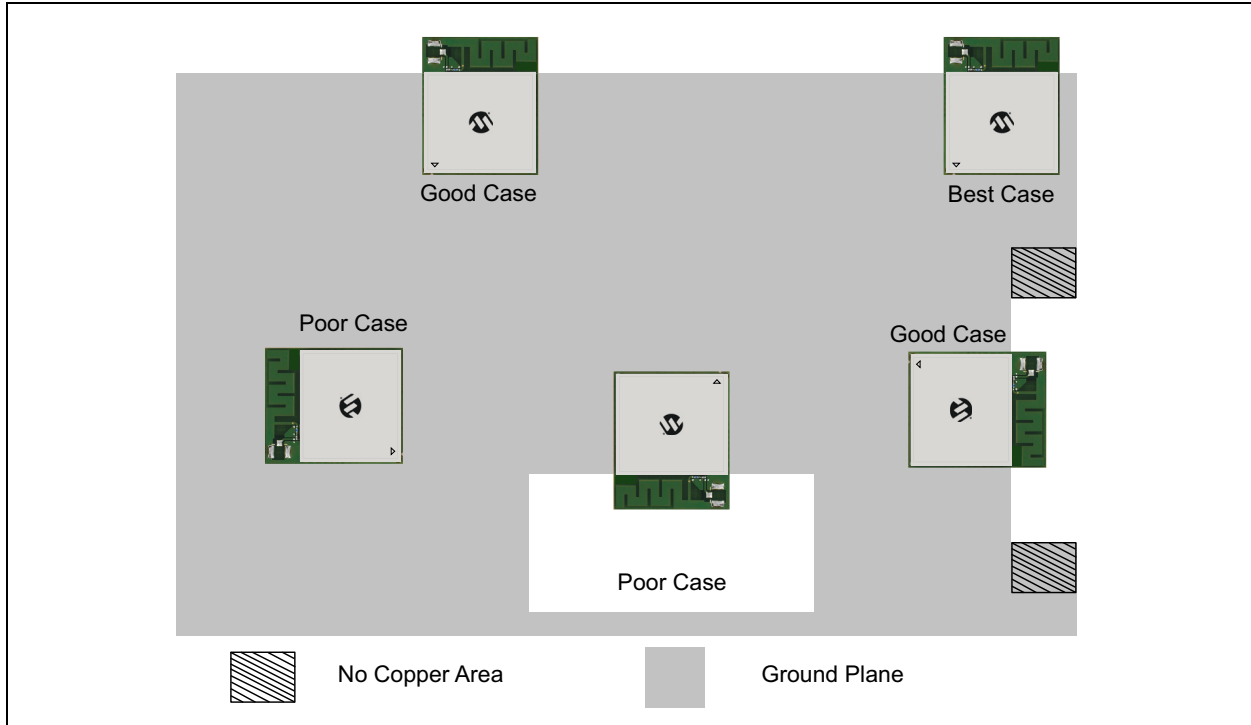 Good Case
Best Case
Poor Case
Good Case
Poor Case
No Copper Area
Ground Plane